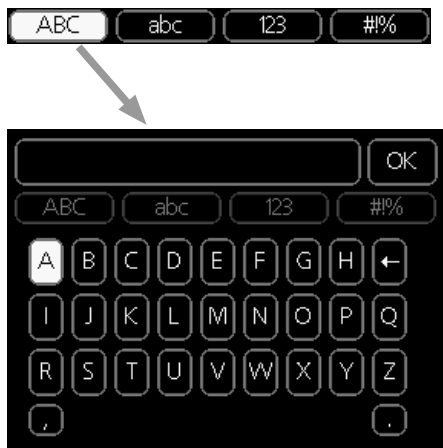 ABC abc 123 #!%
OK
ABC abc 123 #!%
A B C D E F G H ←
I J K L M N O P Q
R S T U V W X Y Z
, .